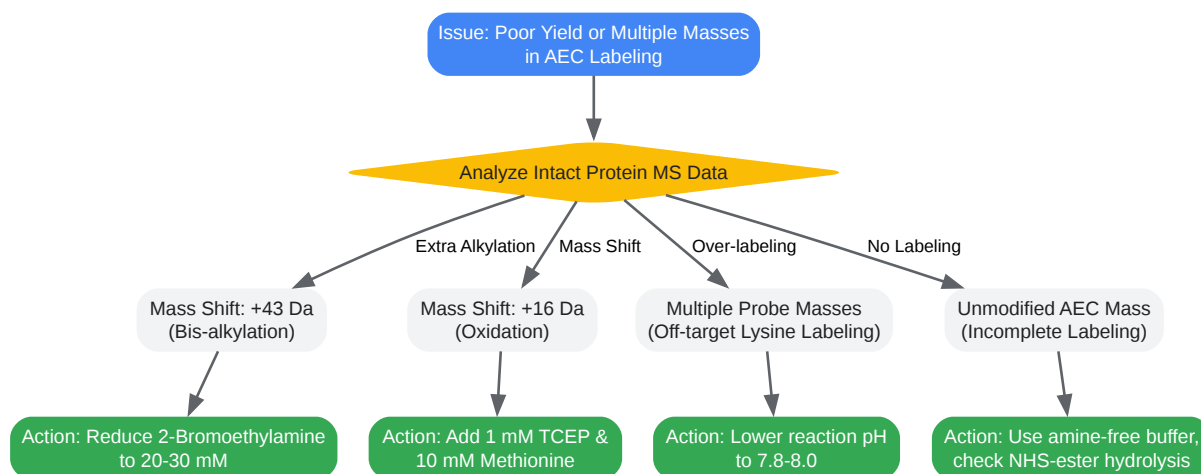 Issue: Poor Yield or Multiple Masses
in AEC Labeling
Analyze Intact Protein MS Data
Extra Alkylation
Mass Shift
Over-labeling
No Labeling
Mass Shift: +43 Da
(Bis-alkylation)
Mass Shift: +16 Da
(Oxidation)
Multiple Probe Masses
(Off-target Lysine Labeling)
Unmodified AEC Mass
(Incomplete Labeling)
Action: Reduce 2-Bromoethylamine
to 20-30 mM
Action: Add 1 mM TCEP &
10 mM Methionine
Action: Lower reaction pH
to 7.8-8.0
Action: Use amine-free buffer,
check NHS-ester hydrolysis